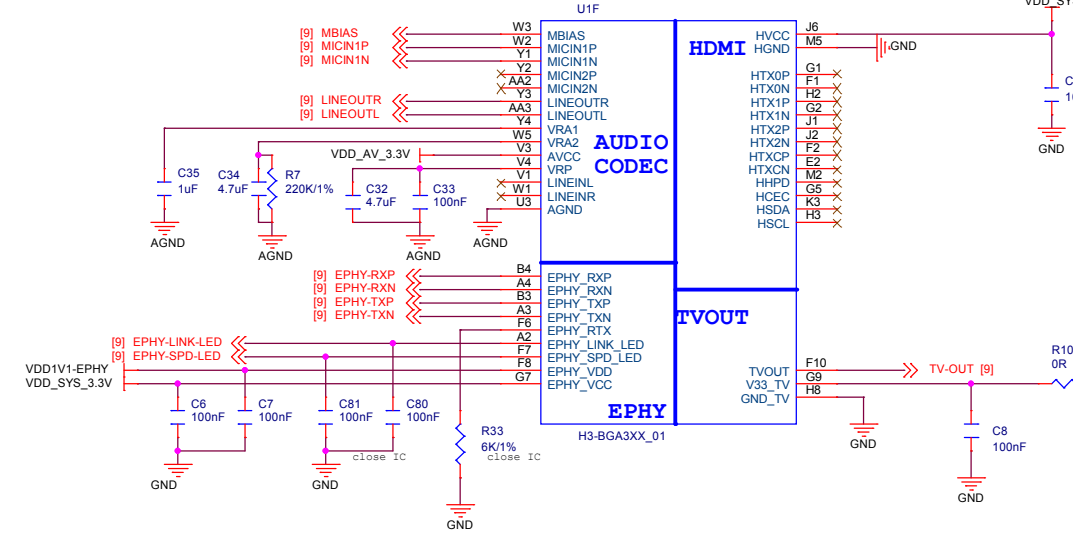 U1F
VDD_SYS
[9] MBIAS
[9] MICIN1P
[9] MICIN1N
[9] LINEOUTR
[9] LINEOUTL
W3
W2
Y1
Y2
AA2
Y3
AA3
Y4
W5
V3
V4
V1
W1
U3
MBIAS
MICIN1P
MICIN1N
MICIN2P
MICIN2N
LINEOUTR
LINEOUTL
VRA1
VRA2
AVCC
VRP
LINEINL
LINEINR
AGND
AUDIO
CODEC
HDMI
HVCC
HGND
HTX0P
HTX0N
HTX1P
HTX1N
HTX2P
HTX2N
HTXCP
HTXCN
HHPD
HCEC
HSDA
HSCL
J6
M5
G1
F1
H2
G2
J1
J2
F2
E2
M2
G5
K3
H3
GND
C
GND
VDD_AV_3.3V
C35
1uF
C34
4.7uF
R7
220K/1%
C32
4.7uF
C33
100nF
AGND
AGND
AGND
AGND
[9] EPHY-RXP
[9] EPHY-RXN
[9] EPHY-TXP
[9] EPHY-TXN
[9] EPHY-LINK-LED
[9] EPHY-SPD-LED
VDD1V1-EPHY
VDD_SYS_3.3V
B4
A4
B3
A3
F6
A2
F7
F8
G7
EPHY_RXP
EPHY_RXN
EPHY_TXP
EPHY_TXN
EPHY_RTX
EPHY_LINK_LED
EPHY_SPD_LED
EPHY_VDD
EPHY_VCC
EPHY
TVOUT
TVOUT
V33_TV
GND_TV
F10
G9
H8
TV-OUT [9]
R10
0R
C6
100nF
C7
100nF
C81
100nF
C80
100nF
close IC
R33
6K/1%
close IC
H3-BGA3XX_01
GND
C8
100nF
GND
GND
GND
GND